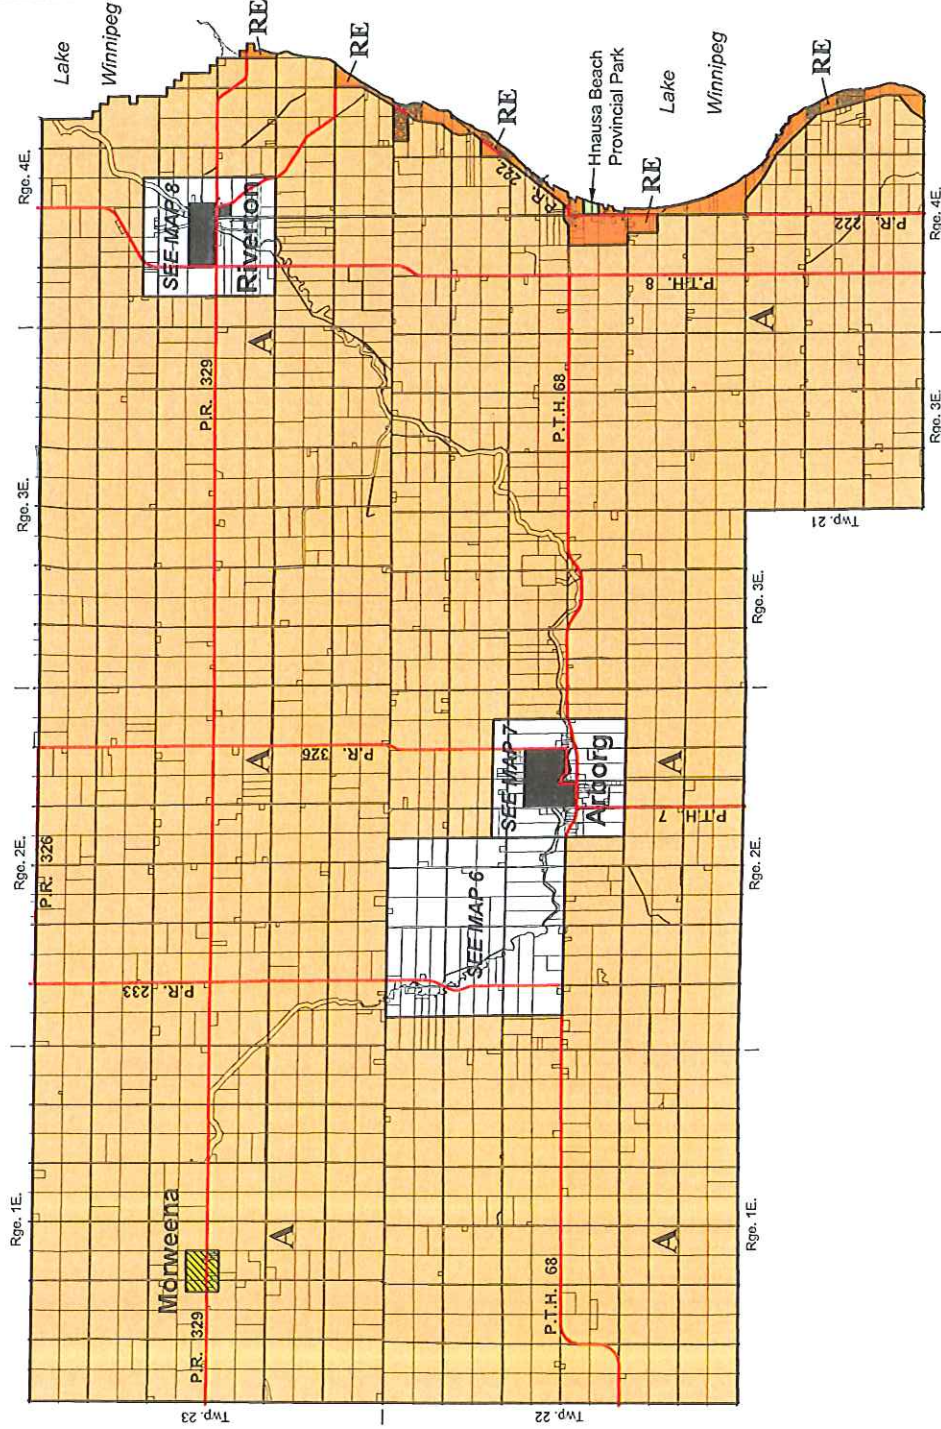 Rge. 1E.
Rge. 2E.
Rge. 3E.
Rge. 4E.
P.R. 326
Lake
Winnipeg
P.R. 233
Morweena
SEE MAP 8
P.R. 329
P.R. 329
Riverton
Twp. 23
A
A
A
RE
P.R. 326
RE
SEE MAP 6
SEE MAP 7
RE
P.R. 222
P.T.H. 68
P.T.H. 68
Twp. 22
Arborg
Hnausa Beach
Provincial Park
RE
Lake
Winnipeg
A
A
P.T.H. 7
P.T.H. 8
A
RE
Rge. 1E.
Rge. 2E.
Rge. 3E.
Twp. 21
P.R. 222
Rge. 3E.
Rge. 4E.